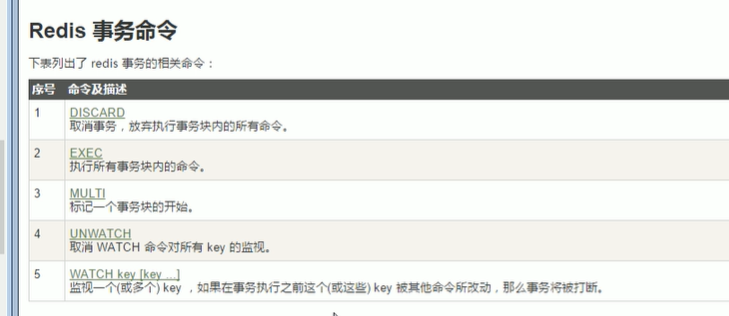 Redis 事务命令
下表列出了 redis 事务的相关命令：
序号 命令及描述
1 DISCARD
取消事务，放弃执行事务块内的所有命令。
2 EXEC
执行所有事务块内的命令。
3 MULTI
标记一个事务块的开始。
4 UNWATCH
取消 WATCH 命令对所有 key 的监视。
5 WATCH key [key ...]
监视一个(或多个) key ，如果在事务执行之前这个(或这些) key 被其他命令所改动，那么事务将被打断。